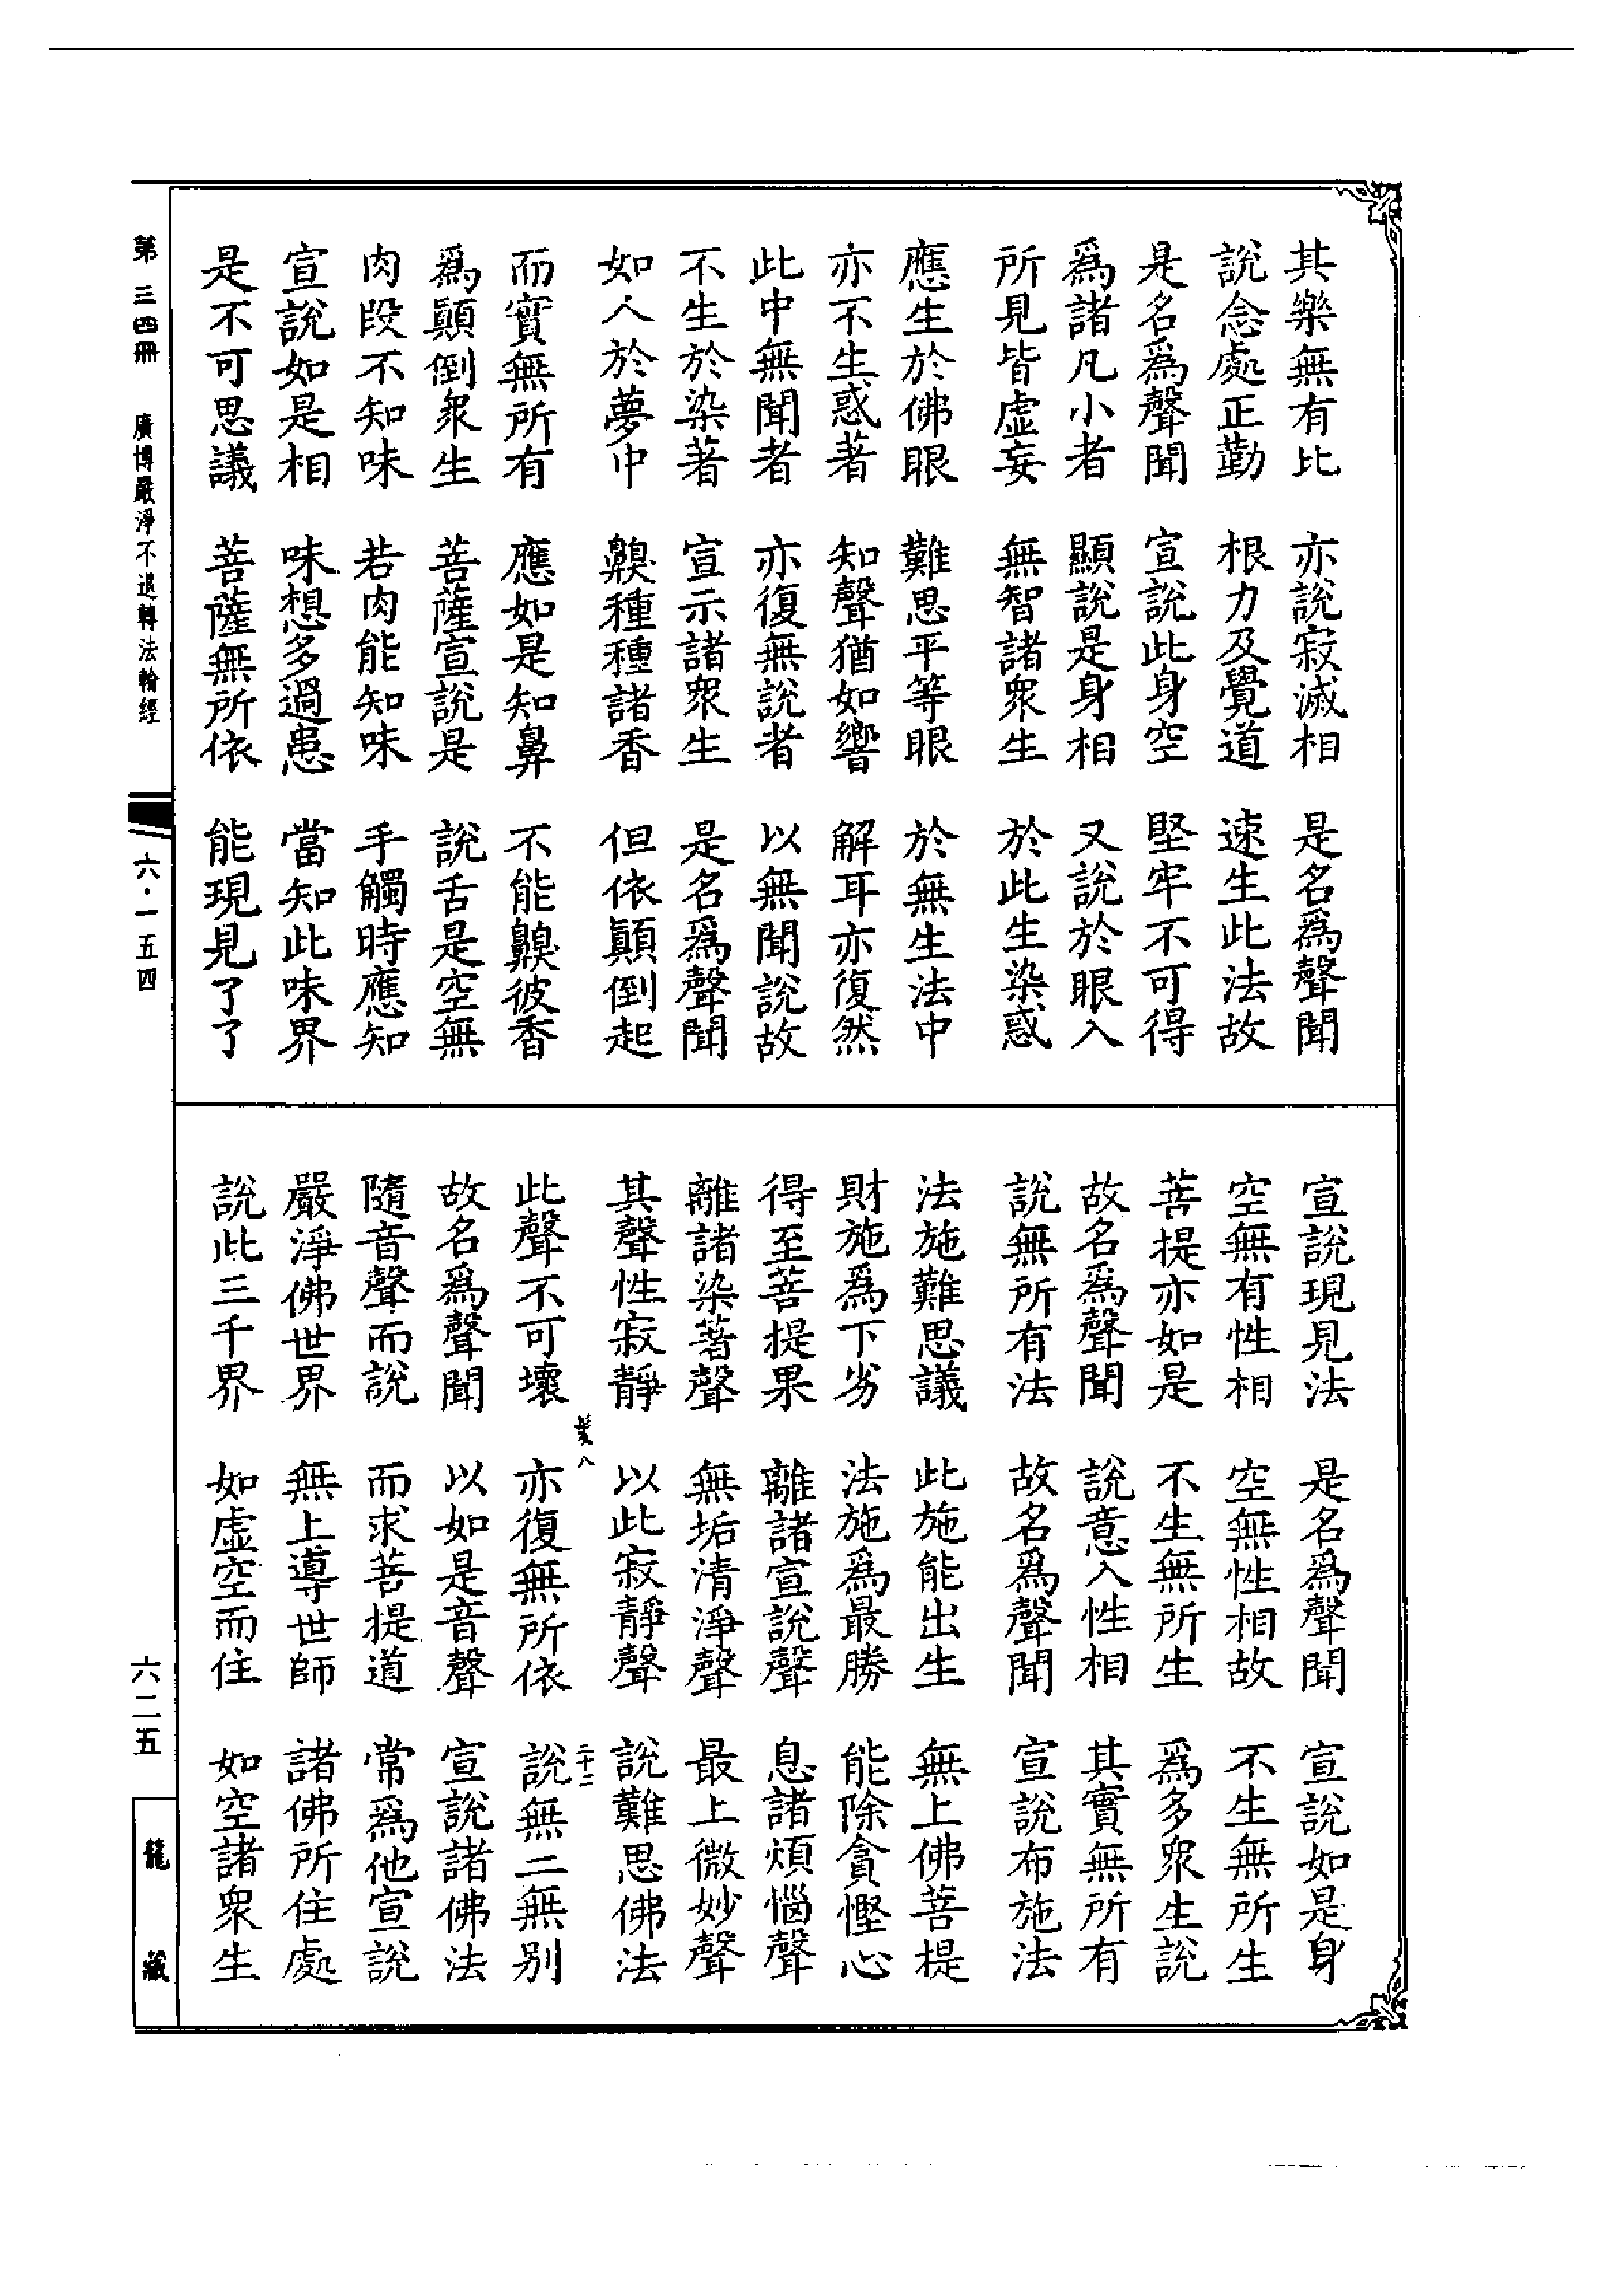 其樂無有比　亦說寂滅相　是名爲聲聞
說念處正勤　根力及覺道　速生此法故
是名爲聲聞　宣說此身空　堅牢不可得
爲諸凡小者　顯說是身相　又說於眼入
所見皆虛妄　無智諸衆生　於此生染惑
應生於佛眼　難思平等眼　於無生法中
亦不生惑著　知聲猶如響　解耳亦復然
此中無聞者　亦復無說者　以無聞說故
不生於染著　宣示諸衆生　是名爲聲聞
如人於夢中　齅種種諸香　但依顛倒起
而實無所有　應如是知鼻　不能齅彼香
爲顛倒衆生　菩薩宣說是　說舌是空無
肉段不知味　若肉能知味　手觸時應知
宣說如是相　味想多過患　當知此味界
是不可思議　菩薩無所依　能現見了了
宣說現見法　是名爲聲聞　宣說如是身
空無有性相　空無性相故　不生無所生
菩提亦如是　不生無所生　爲多衆生說
故名爲聲聞　說意入性相　其實無所有
說無所有法　故名爲聲聞　宣說布施法
法施難思議　此施能出生　無上佛菩提
財施爲下劣　法施爲最勝　能除貪慳心
得至菩提果　離諸宣說聲　息諸煩惱聲
離諸染著聲　無垢清淨聲　最上微妙聲
其聲性寂靜　以此寂靜聲　說難思佛法
髮八　二十二
此聲不可壞　亦復無所依　說無二無別
故名爲聲聞　以如是音聲　宣說諸佛法
隨音聲而說　而求菩提道　常爲他宣說
嚴淨佛世界　無上導世師　諸佛所住處
說此三千界　如虛空而住　如空諸衆生
第三四冊　廣博嚴淨不退轉法輪經
六・一五四
六二五
龍藏